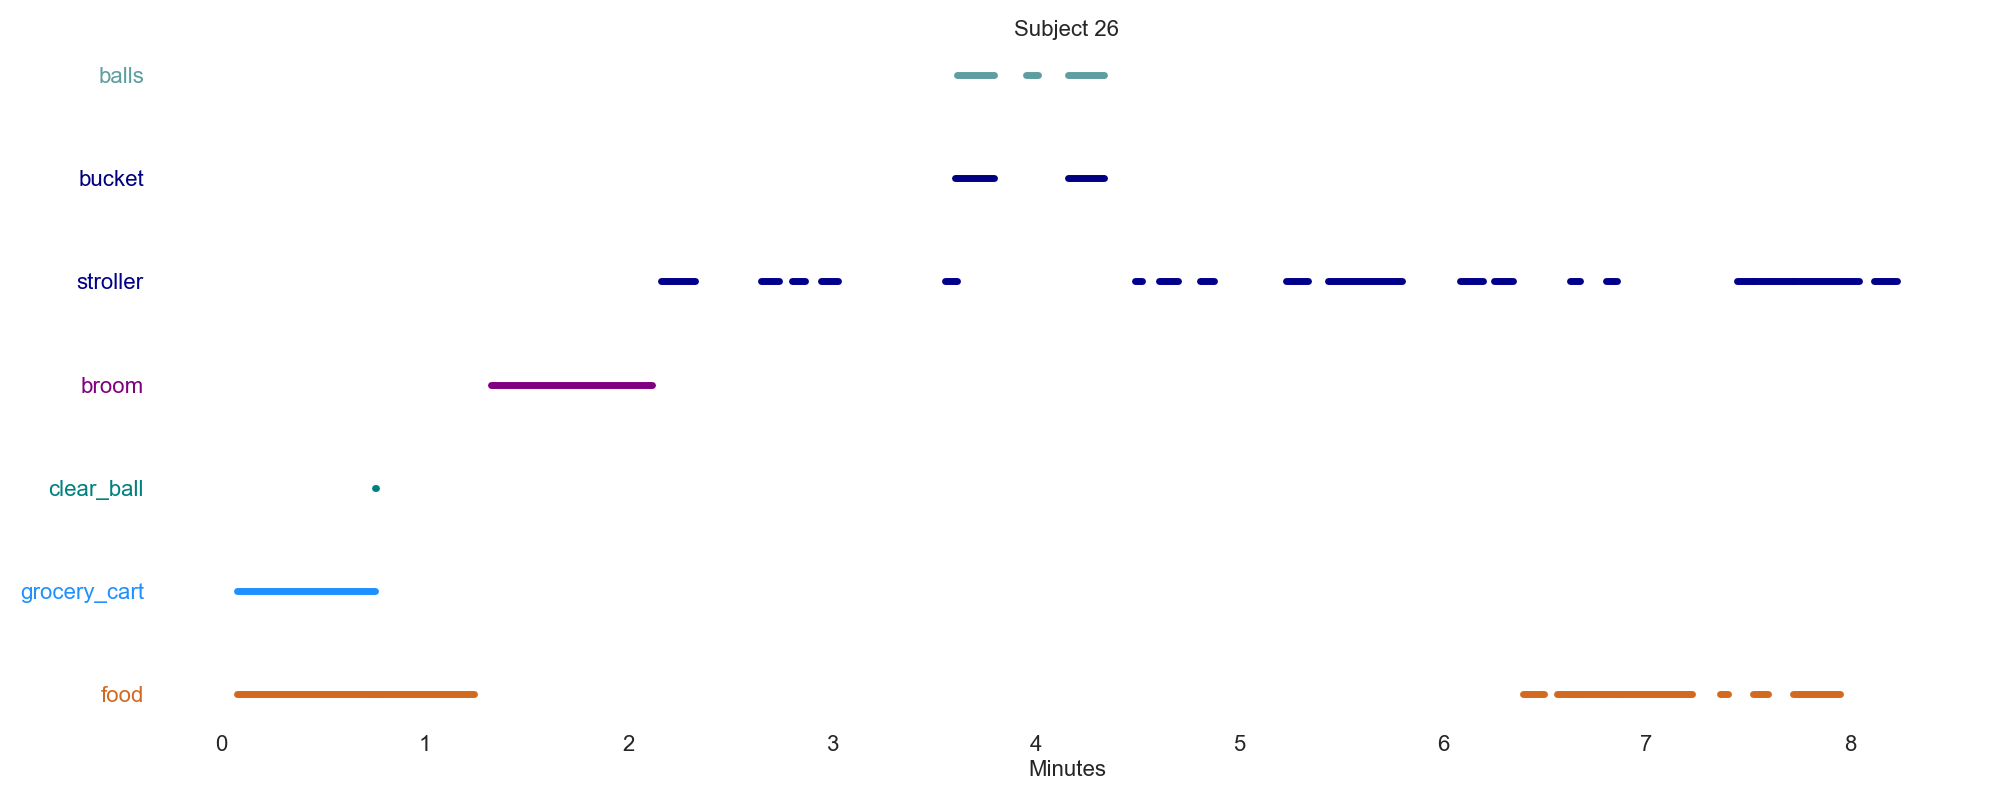 Subject 26
balls
bucket
stroller
broom
clear_ball
grocery_cart
food
0 1 2 3 4 5 6 7 8
Minutes